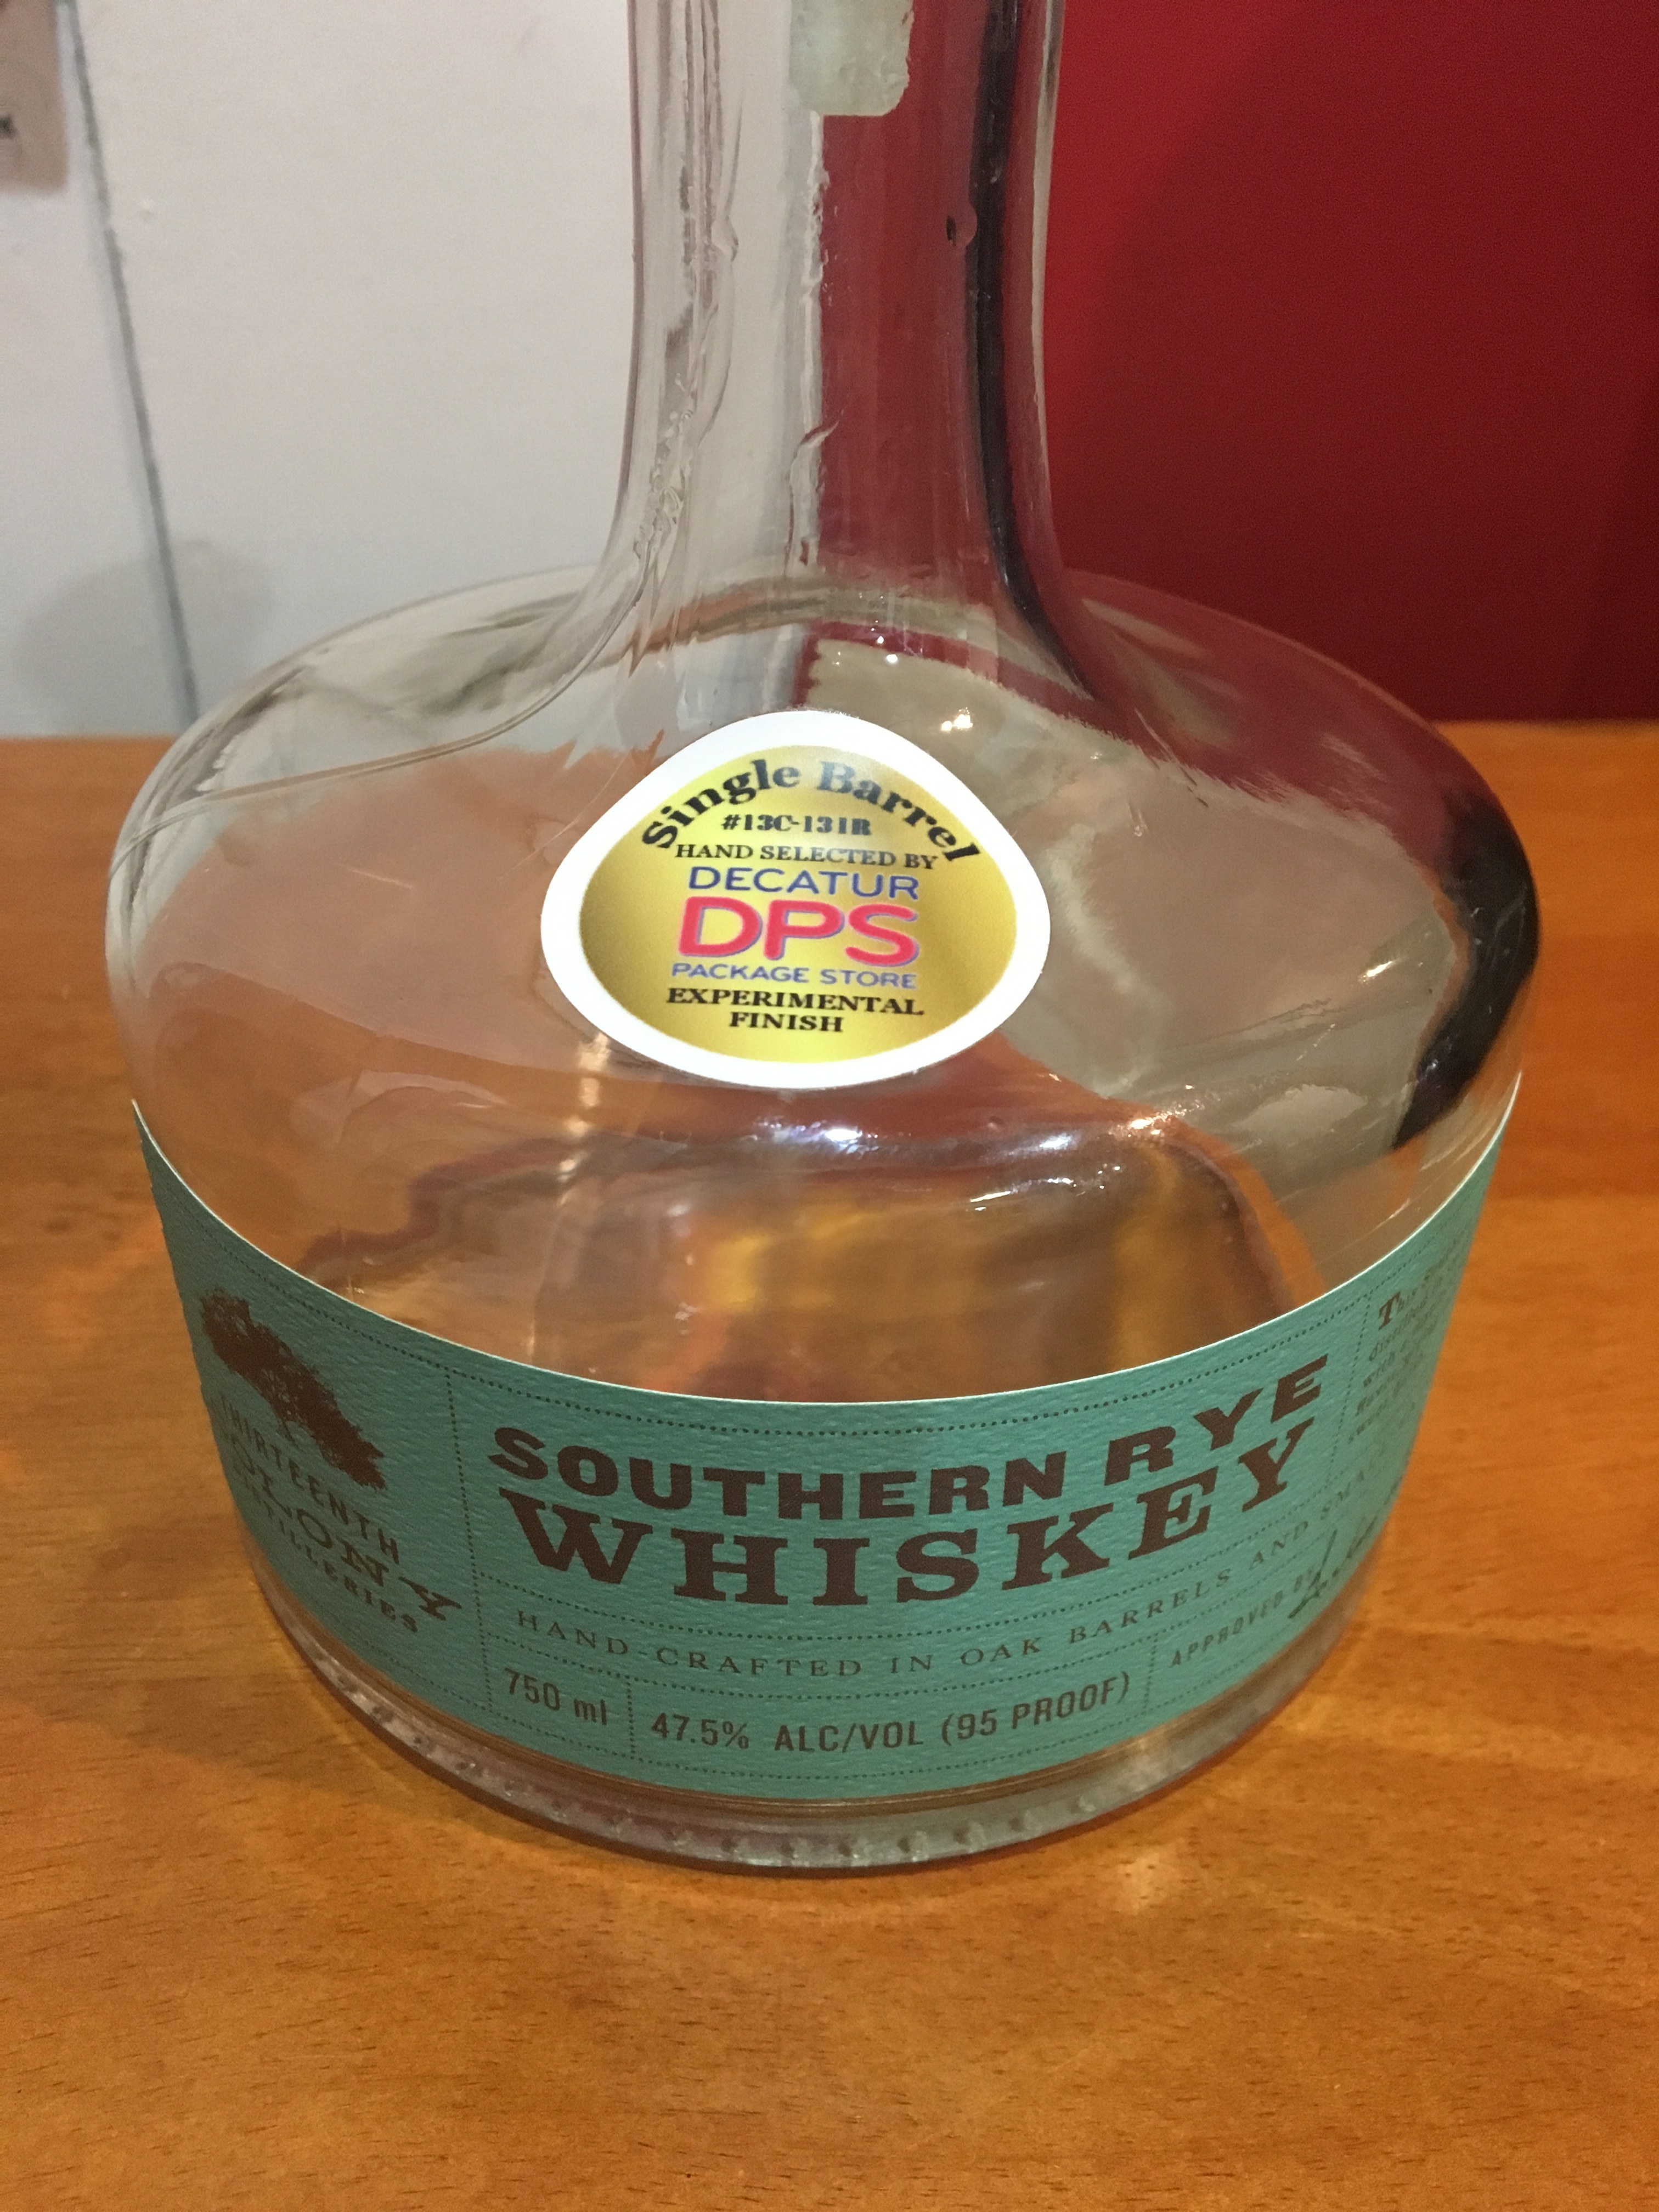 Single Barrel
#13C-131R
HAND SELECTED BY
DECATUR
DPS
PACKAGE STORE
EXPERIMENTAL
FINISH
THIRTEENTH
COLONY
DISTILLERIES
SOUTHERN RYE
WHISKEY
HAND-CRAFTED IN OAK BARRELS AND
750 ml
47.5% ALC/VOL (95 PROOF)
APPROVED BY